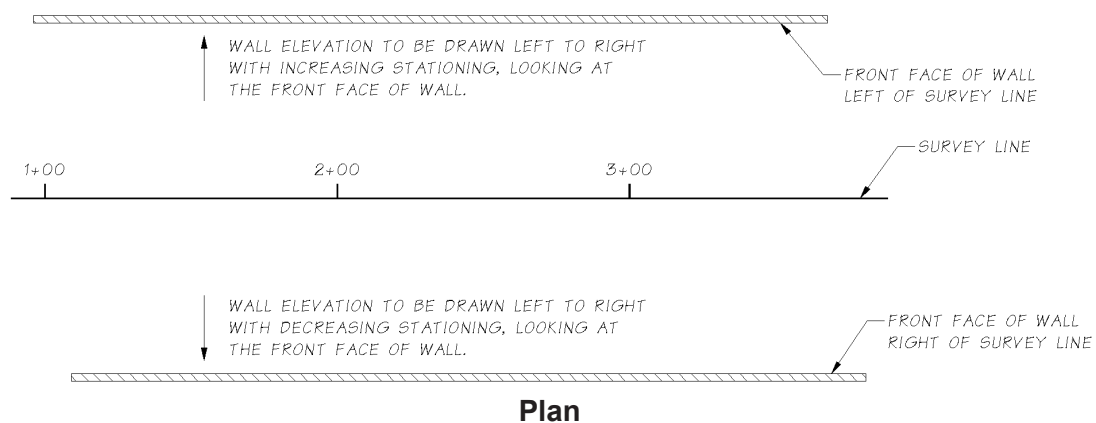 WALL ELEVATION TO BE DRAWN LEFT TO RIGHT
WITH INCREASING STATIONING, LOOKING AT
THE FRONT FACE OF WALL.
FRONT FACE OF WALL
LEFT OF SURVEY LINE
SURVEY LINE
1+00
2+00
3+00
WALL ELEVATION TO BE DRAWN LEFT TO RIGHT
WITH DECREASING STATIONING, LOOKING AT
THE FRONT FACE OF WALL.
FRONT FACE OF WALL
RIGHT OF SURVEY LINE
Plan